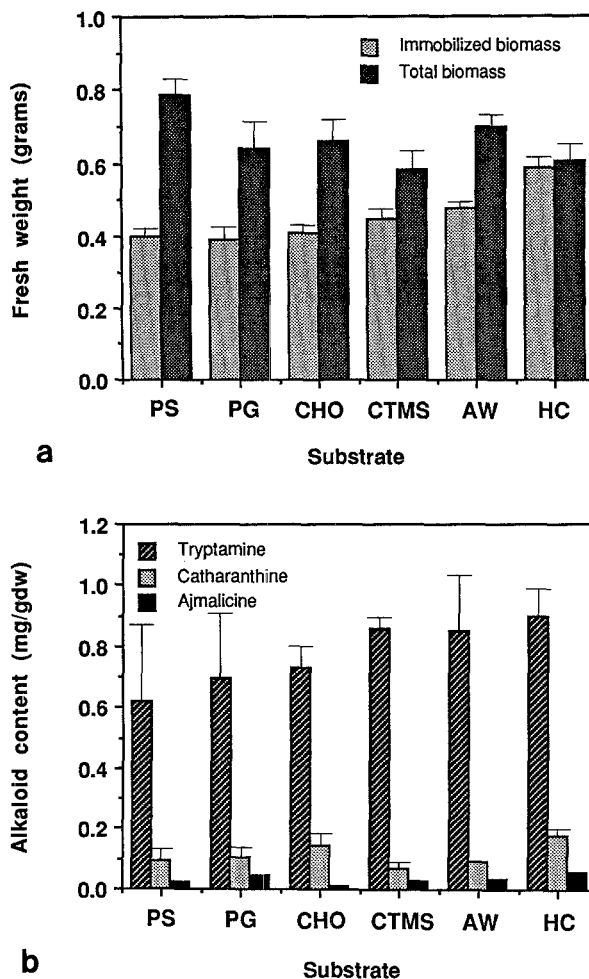 1.0
Immobilized biomass
Total biomass
0.8
0.6
0.4
0.2
0.0
Fresh weight (grams)
PS PG CHO CTMS AW HC
a Substrate
1.2
Tryptamine
Catharanthine
Ajmalicine
1.0
0.8
0.6
0.4
0.2
0.0
Alkaloid content (mg/gdw)
PS PG CHO CTMS AW HC
b Substrate